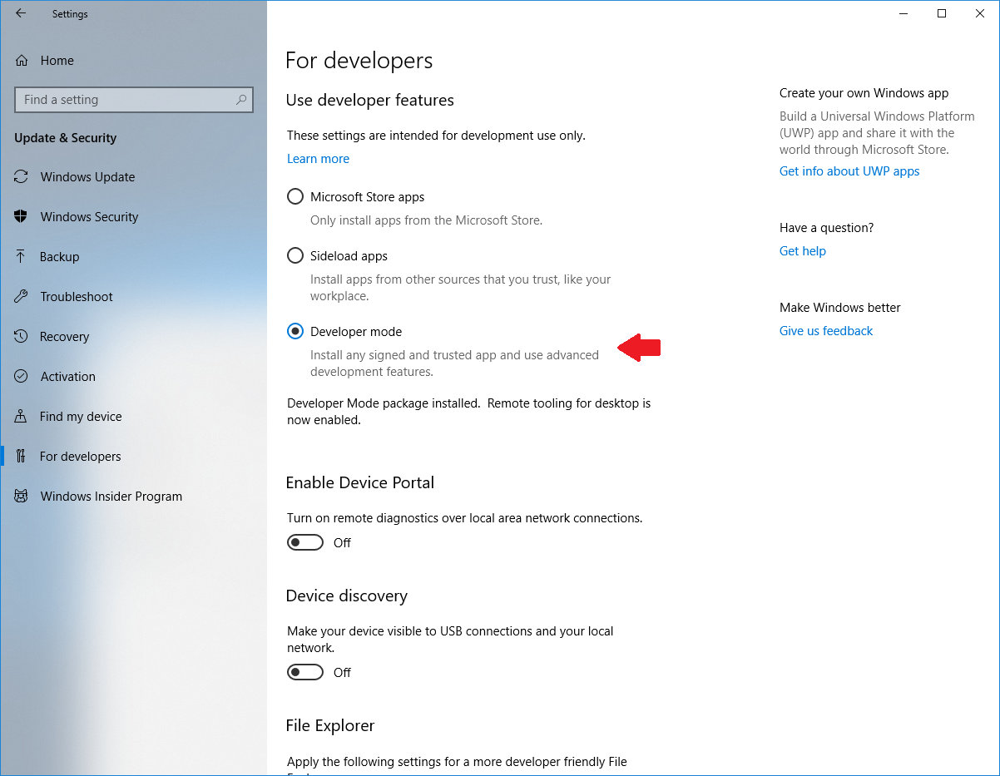 Settings
Home
Find a setting
Update & Security
Windows Update
Windows Security
Backup
Troubleshoot
Recovery
Activation
Find my device
For developers
Windows Insider Program
For developers
Use developer features
These settings are intended for development use only.
Learn more
Microsoft Store apps
Only install apps from the Microsoft Store.
Sideload apps
Install apps from other sources that you trust, like your
workplace.
Developer mode
Install any signed and trusted app and use advanced
development features.
Developer Mode package installed.  Remote tooling for desktop is
now enabled.
Enable Device Portal
Turn on remote diagnostics over local area network connections.
Off
Device discovery
Make your device visible to USB connections and your local
network.
Off
File Explorer
Apply the following settings for a more developer friendly File
Create your own Windows app
Build a Universal Windows Platform
(UWP) app and share it with the
world through Microsoft Store.
Get info about UWP apps
Have a question?
Get help
Make Windows better
Give us feedback